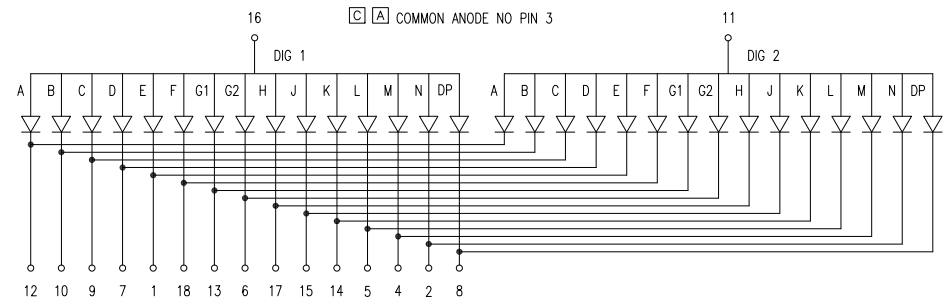 16 C A COMMON ANODE NO PIN 3 11
DIG 1 DIG 2
A B C D E F G1 G2 H J K L M N DP A B C D E F G1 G2 H J K L M N DP
12 10 9 7 1 18 13 6 17 15 14 5 4 2 8